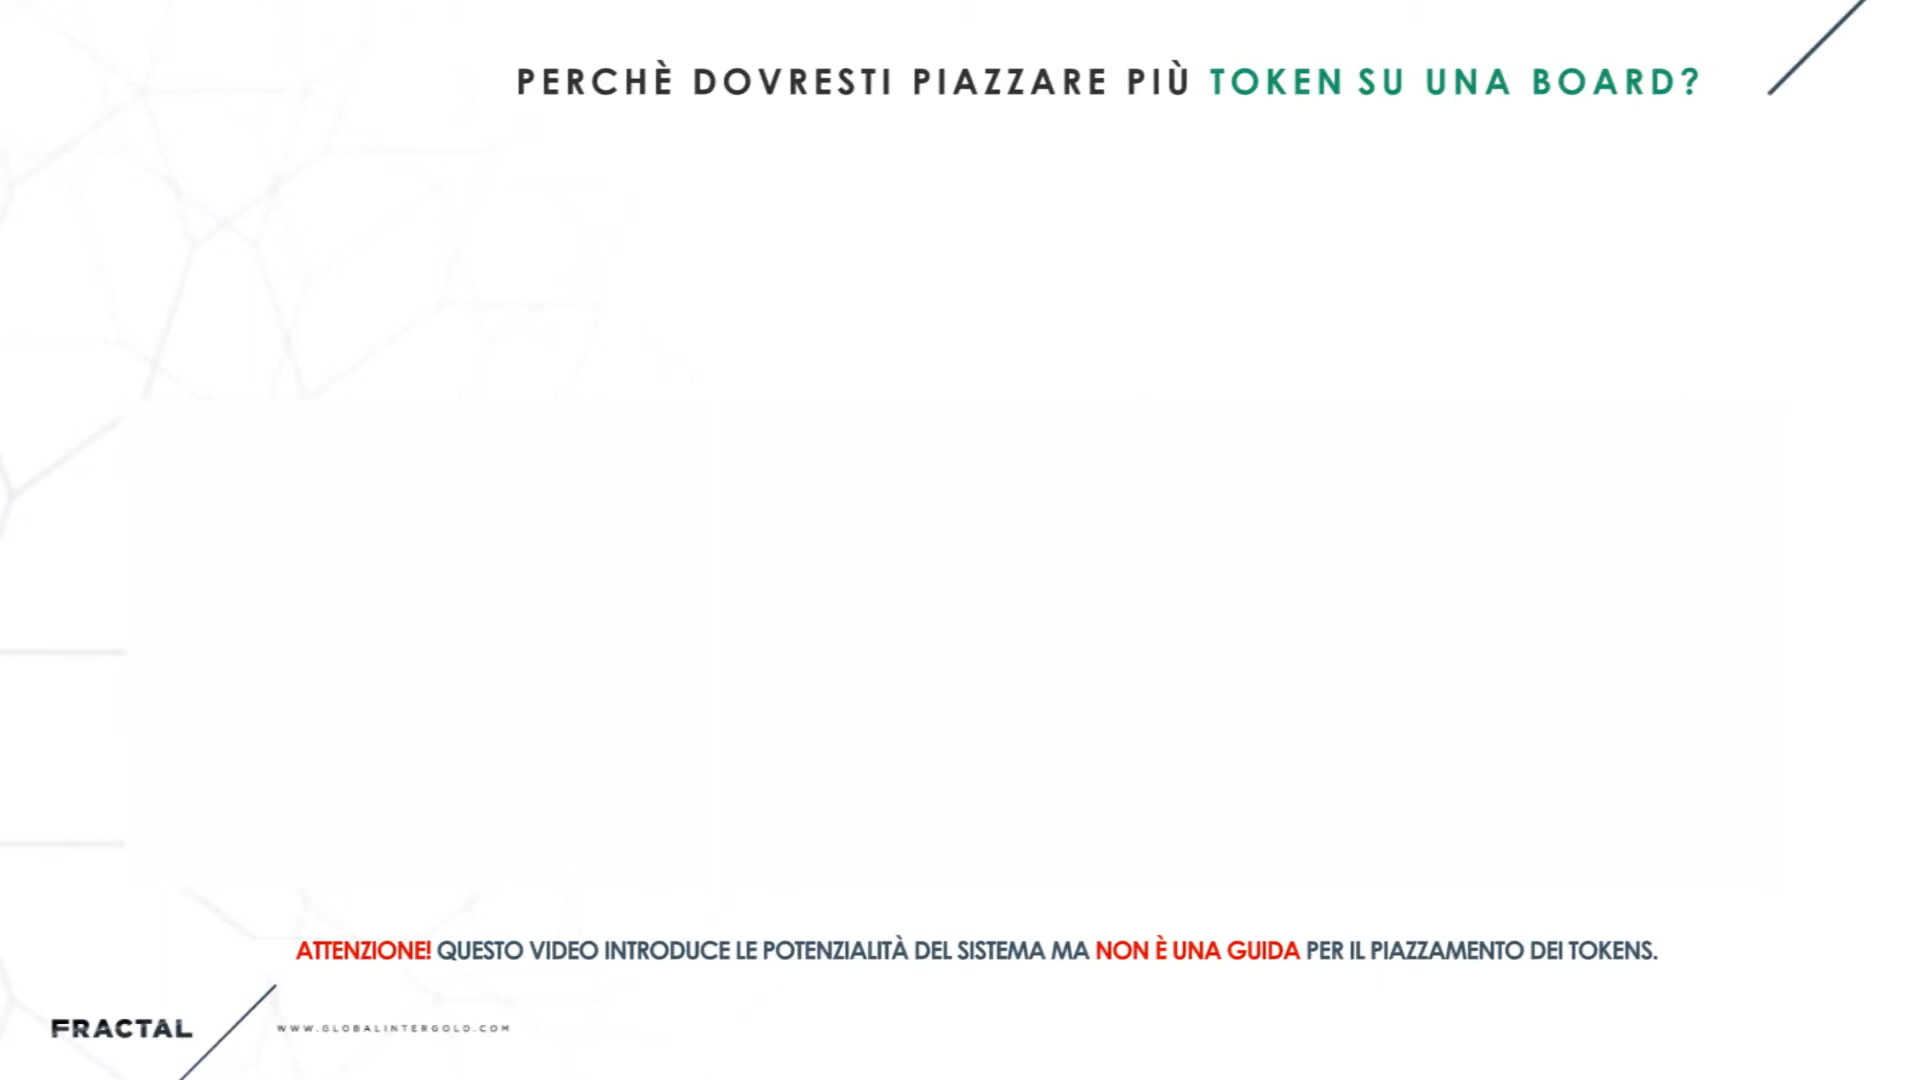 PERCHÈ DOVRESTI PIAZZARE PIÙ TOKEN SU UNA BOARD?
ATTENZIONE! QUESTO VIDEO INTRODUCE LE POTENZIALITÀ DEL SISTEMA MA NON È UNA GUIDA PER IL PIAZZAMENTO DEI TOKENS.
FRACTAL
WWW.GLOBALINTERGOLD.COM